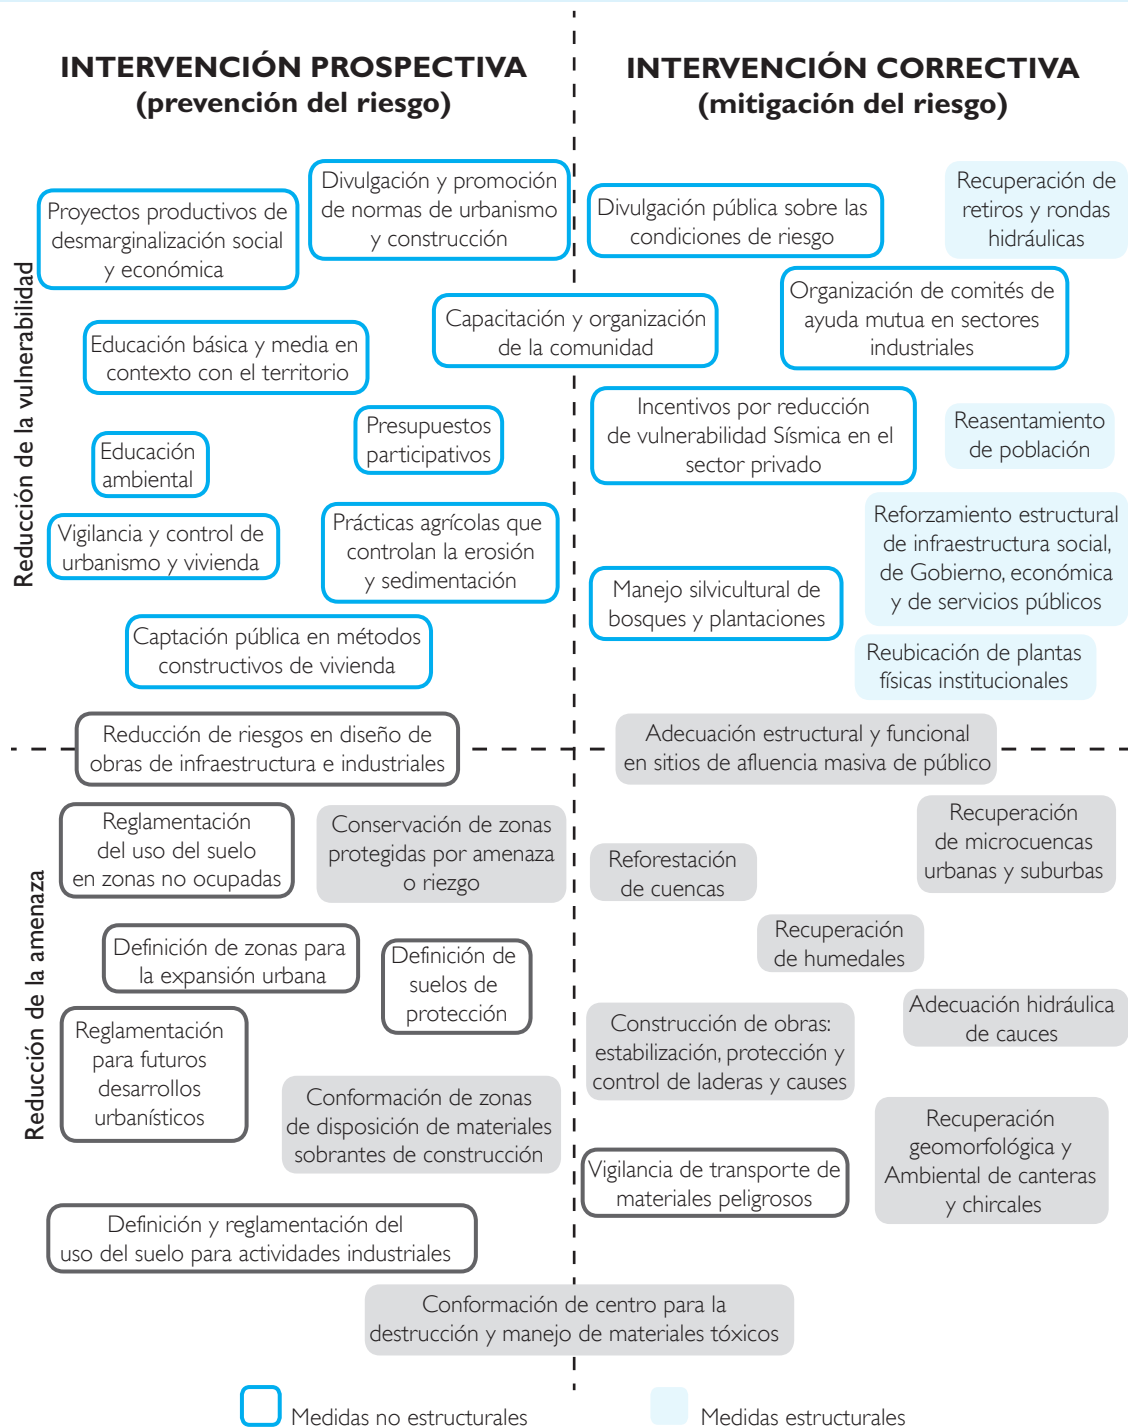 INTERVENCIÓN PROSPECTIVA
(prevención del riesgo)
INTERVENCIÓN CORRECTIVA
(mitigación del riesgo)
Reducción de la vulnerabilidad
Proyectos productivos de
desmarginalización social
y económica
Divulgación y promoción
de normas de urbanismo
y construcción
Divulgación pública sobre las
condiciones de riesgo
Recuperación de
retiros y rondas
hidráulicas
Educación básica y media en
contexto con el territorio
Capacitación y organización
de la comunidad
Organización de comités de
ayuda mutua en sectores
industriales
Educación
ambiental
Presupuestos
participativos
Incentivos por reducción
de vulnerabilidad Sísmica en el
sector privado
Reasentamiento
de población
Vigilancia y control de
urbanismo y vivienda
Prácticas agrícolas que
controlan la erosión
y sedimentación
Manejo silvicultural de
bosques y plantaciones
Reforzamiento estructural
de infraestructura social,
de Gobierno, económica
y de servicios públicos
Captación pública en métodos
constructivos de vivienda
Reubicación de plantas
físicas institucionales
Reducción de riesgos en diseño de
obras de infraestructura e industriales
Adecuación estructural y funcional
en sitios de afluencia masiva de público
Reducción de la amenaza
Reglamentación
del uso del suelo
en zonas no ocupadas
Conservación de zonas
protegidas por amenaza
o riezgo
Reforestación
de cuencas
Recuperación
de microcuencas
urbanas y suburbas
Definición de zonas para
la expansión urbana
Definición de
suelos de
protección
Recuperación
de humedales
Reglamentación
para futuros
desarrollos
urbanísticos
Construcción de obras:
estabilización, protección y
control de laderas y causes
Adecuación hidráulica
de cauces
Conformación de zonas
de disposición de materiales
sobrantes de construcción
Vigilancia de transporte de
materiales peligrosos
Recuperación
geomorfológica y
Ambiental de canteras
y chircales
Definición y reglamentación del
uso del suelo para actividades industriales
Conformación de centro para la
destrucción y manejo de materiales tóxicos
Medidas no estructurales
Medidas estructurales